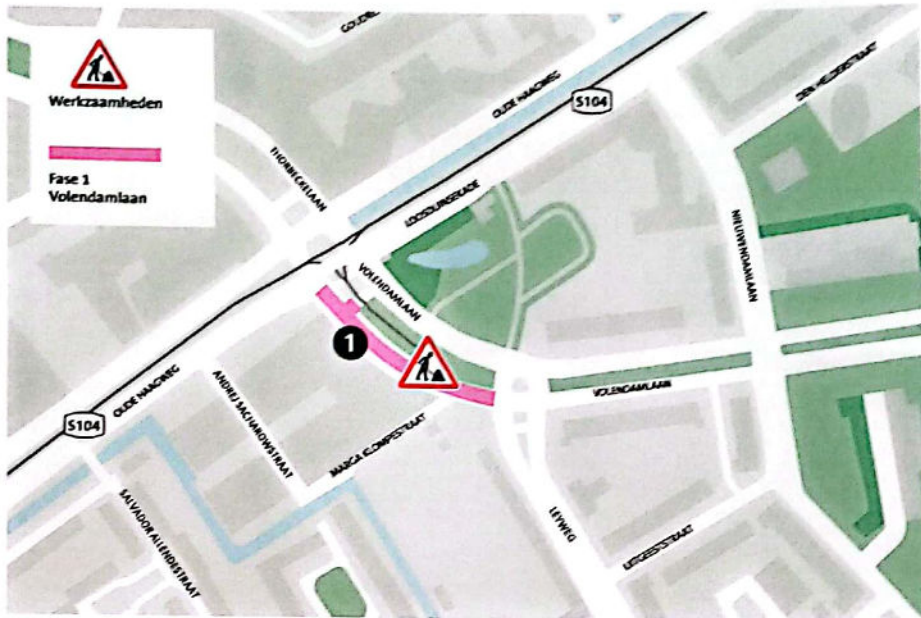 Werkzaamheden
Fase 1
Volendamlaan
OUDE HAAGWEG
S104
DEN HELDERSTRAAT
THORBECKELAAN
LOOSDUINSEKADE
VOLENDAMLAAN
NIEUWENDAMLAAN
1
OUDE HAAGWEG
S104
ANDREJ SACHAROWSTRAAT
MARGA KLOMPESTRAAT
VOLENDAMLAAN
SALVADOR ALLENDESTRAAT
LEYWEG
UITGEESTSTRAAT